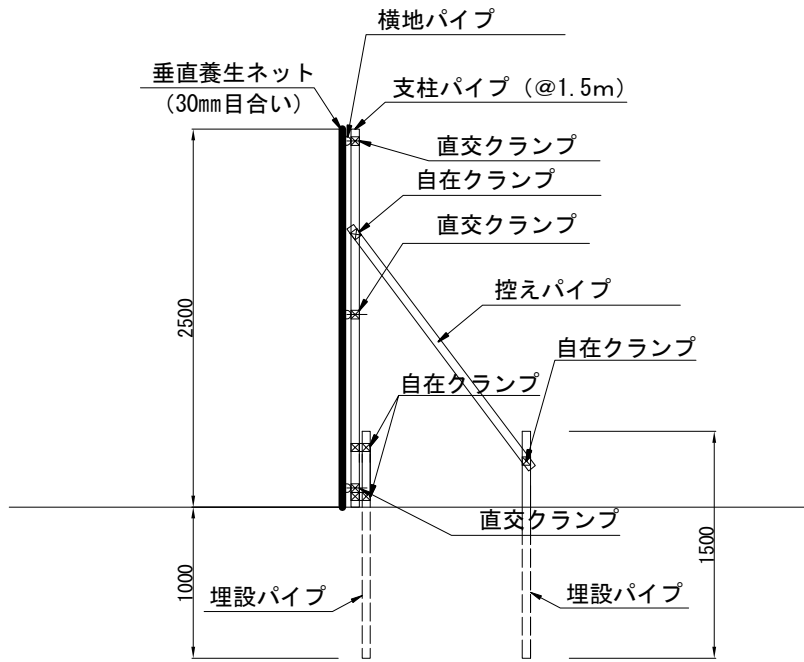 横地パイプ
垂直養生ネット
（30mm目合い）
支柱パイプ（@1.5m）
直交クランプ
自在クランプ
直交クランプ
控えパイプ
2500
自在クランプ
自在クランプ
直交クランプ
1000
1500
埋設パイプ
埋設パイプ